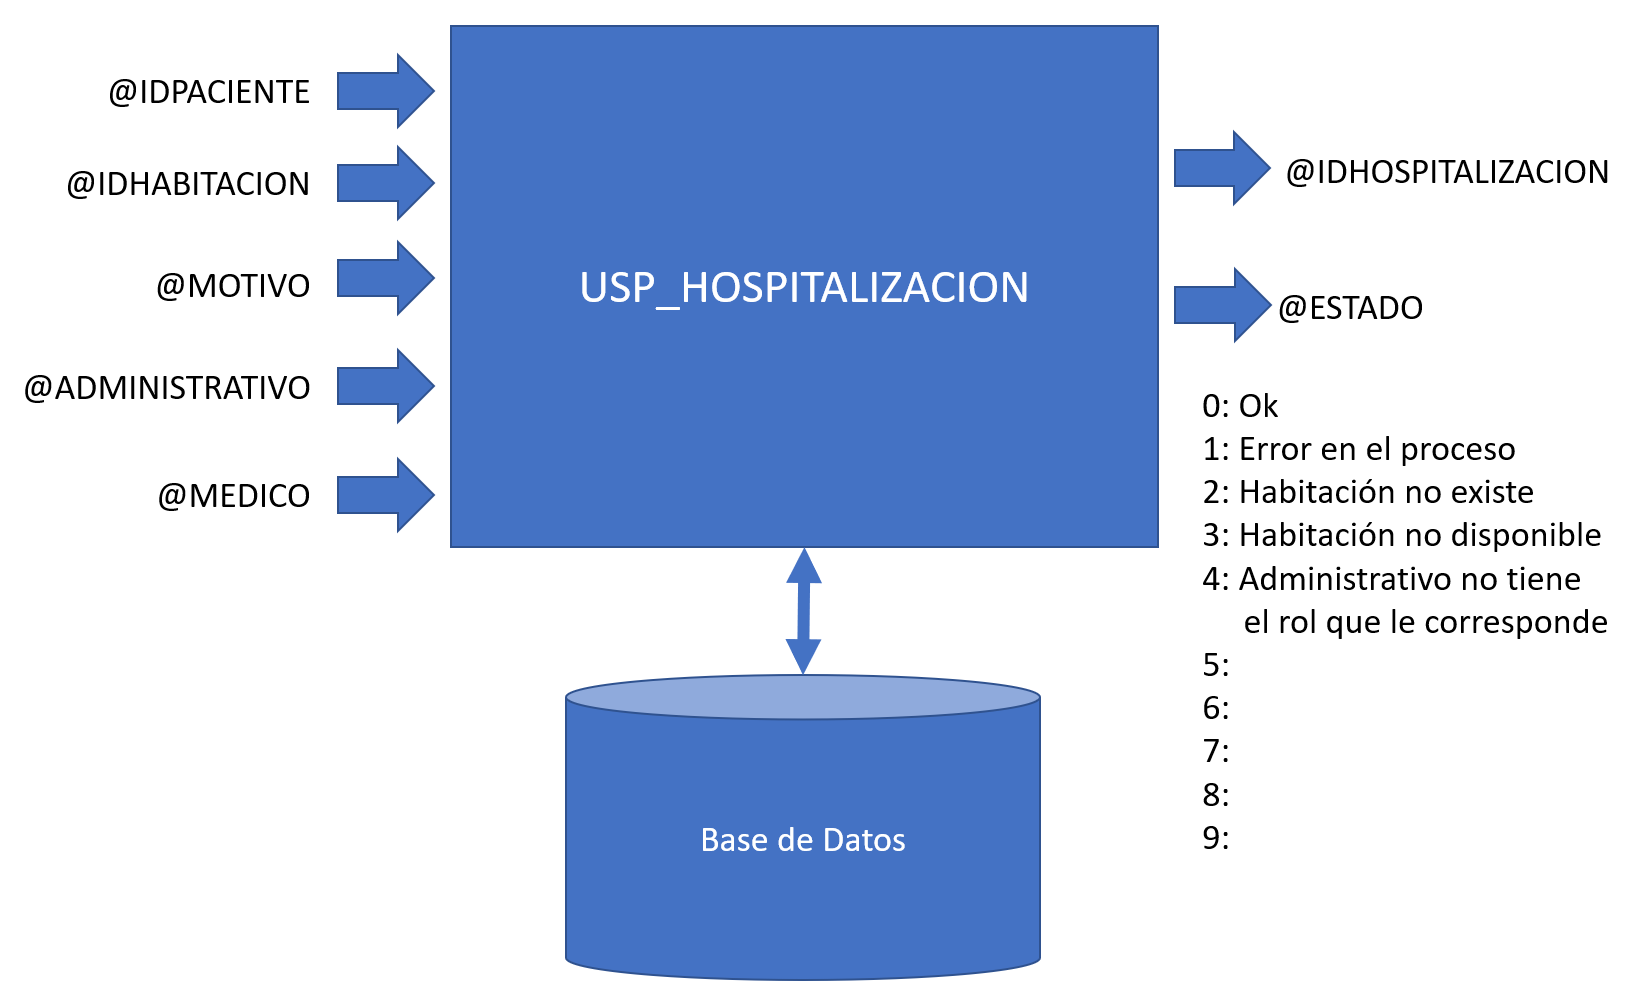 @IDPACIENTE
@IDHABITACION
@MOTIVO
@ADMINISTRATIVO
@MEDICO
USP_HOSPITALIZACION
Base de Datos
@IDHOSPITALIZACION
@ESTADO
0: Ok
1: Error en el proceso
2: Habitación no existe
3: Habitación no disponible
4: Administrativo no tiene
el rol que le corresponde
5:
6:
7:
8:
9: